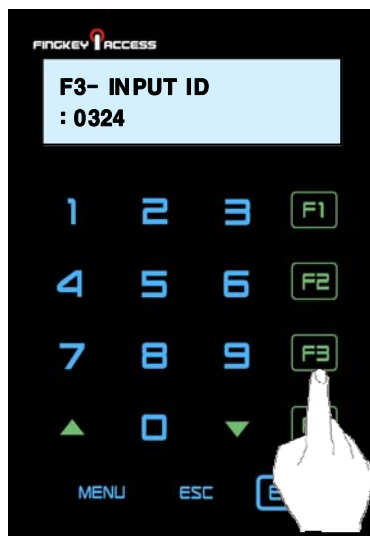 FINGKEY ACCESS
F3- INPUT ID
: 0324
1 2 3 F1
4 5 6 F2
7 8 9 F3
0
MENU ESC